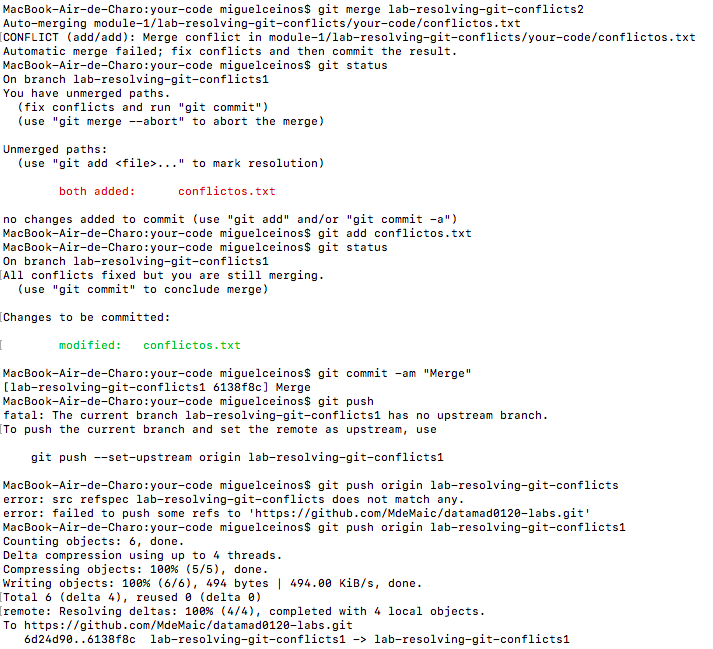 MacBook-Air-de-Charo:your-code miguelceinos$ git merge lab-resolving-git-conflicts2
Auto-merging module-1/lab-resolving-git-conflicts/your-code/conflictos.txt
[CONFLICT (add/add): Merge conflict in module-1/lab-resolving-git-conflicts/your-code/conflictos.txt
Automatic merge failed; fix conflicts and then commit the result.
MacBook-Air-de-Charo:your-code miguelceinos$ git status
On branch lab-resolving-git-conflicts1
You have unmerged paths.
  (fix conflicts and run "git commit")
  (use "git merge --abort" to abort the merge)

Unmerged paths:
  (use "git add <file>..." to mark resolution)

        both added:      conflictos.txt

no changes added to commit (use "git add" and/or "git commit -a")
MacBook-Air-de-Charo:your-code miguelceinos$ git add conflictos.txt
MacBook-Air-de-Charo:your-code miguelceinos$ git status
On branch lab-resolving-git-conflicts1
[All conflicts fixed but you are still merging.
  (use "git commit" to conclude merge)

[Changes to be committed:

[        modified:   conflictos.txt

MacBook-Air-de-Charo:your-code miguelceinos$ git commit -am "Merge"
[lab-resolving-git-conflicts1 6138f8c] Merge
MacBook-Air-de-Charo:your-code miguelceinos$ git push
fatal: The current branch lab-resolving-git-conflicts1 has no upstream branch.
[To push the current branch and set the remote as upstream, use

    git push --set-upstream origin lab-resolving-git-conflicts1

MacBook-Air-de-Charo:your-code miguelceinos$ git push origin lab-resolving-git-conflicts
error: src refspec lab-resolving-git-conflicts does not match any.
error: failed to push some refs to 'https://github.com/MdeMaic/datamad0120-labs.git'
MacBook-Air-de-Charo:your-code miguelceinos$ git push origin lab-resolving-git-conflicts1
Counting objects: 6, done.
Delta compression using up to 4 threads.
Compressing objects: 100% (5/5), done.
Writing objects: 100% (6/6), 494 bytes | 494.00 KiB/s, done.
[Total 6 (delta 4), reused 0 (delta 0)
[remote: Resolving deltas: 100% (4/4), completed with 4 local objects.
To https://github.com/MdeMaic/datamad0120-labs.git
   6d24d90..6138f8c  lab-resolving-git-conflicts1 -> lab-resolving-git-conflicts1